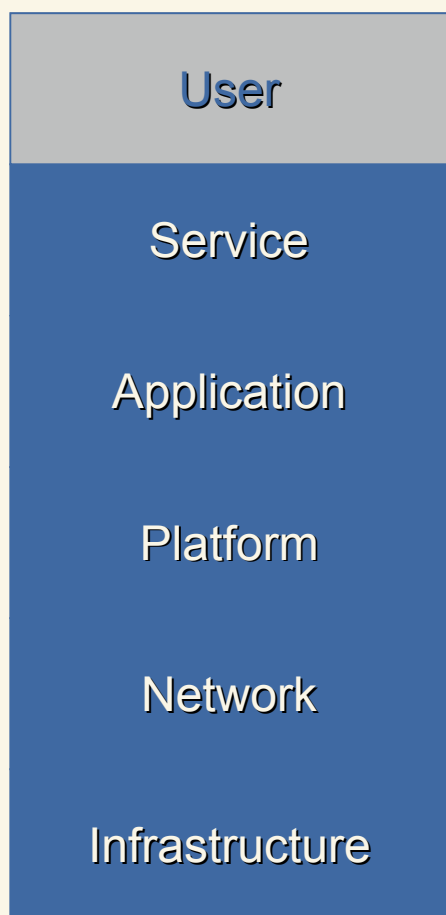 User
Service
Application
Platform
Network
Infrastructure